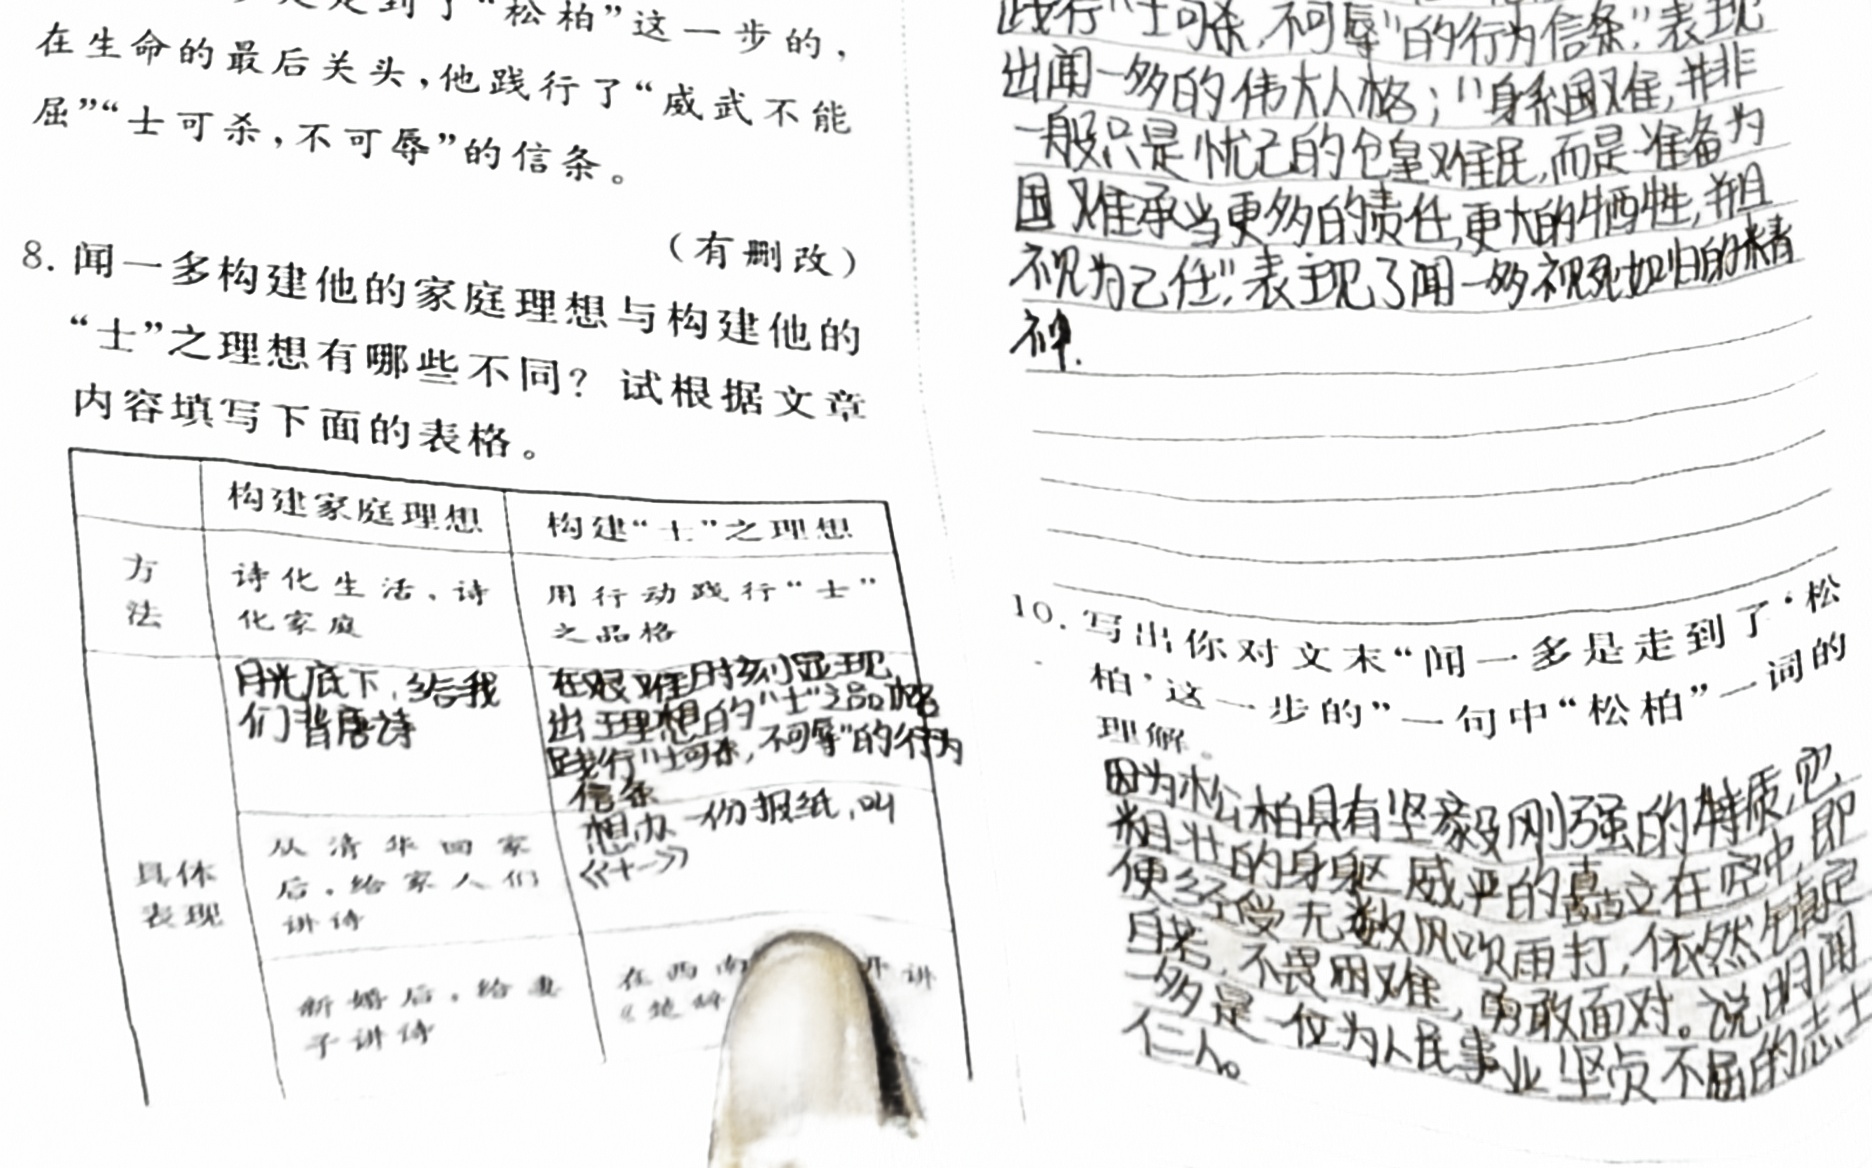 走到了“松柏”这一步的，
在生命的最后关头，他践行了“威武不能
屈”“士可杀，不可辱”的信条。
（有删改）
8. 闻一多构建他的家庭理想与构建他的
“士”之理想有哪些不同？试根据文章
内容填写下面的表格。
构建家庭理想
构建“士”之理想
方法
诗化生活、诗
化家庭
用行动践行“士”
之品格
具体
表现
月光底下，给我
们背唐诗
在艰难时刻显现
出理想的“士”之品格
践行“士可杀，不可辱”的行为
信条
从清华回家
后，给家人们
讲诗
想办一份报纸，叫
《十一》
新婚后，给妻
子讲诗
在西南 开讲
《楚辞
践行“士可杀，不可辱”的行为信条”，表现
出闻一多的伟大人格；“身系国难，并非
一般只是忧己的仓皇难民，而是准备为
国难承当更多的责任，更大的牺牲，并且
视为己任”，表现了闻一多视死如归的精
神.
10. 写出你对文末“闻一多是走到了‘松
柏’这一步的”一句中“松柏”一词的
理解。
因为松柏具有坚毅刚强的特质，它
粗壮的身躯威严的矗立在空中，即
便经受无数风吹雨打，依然镇定
自若，不畏困难，勇敢面对。说明闻
一多是一位为人民事业坚贞不屈的志士
仁人。